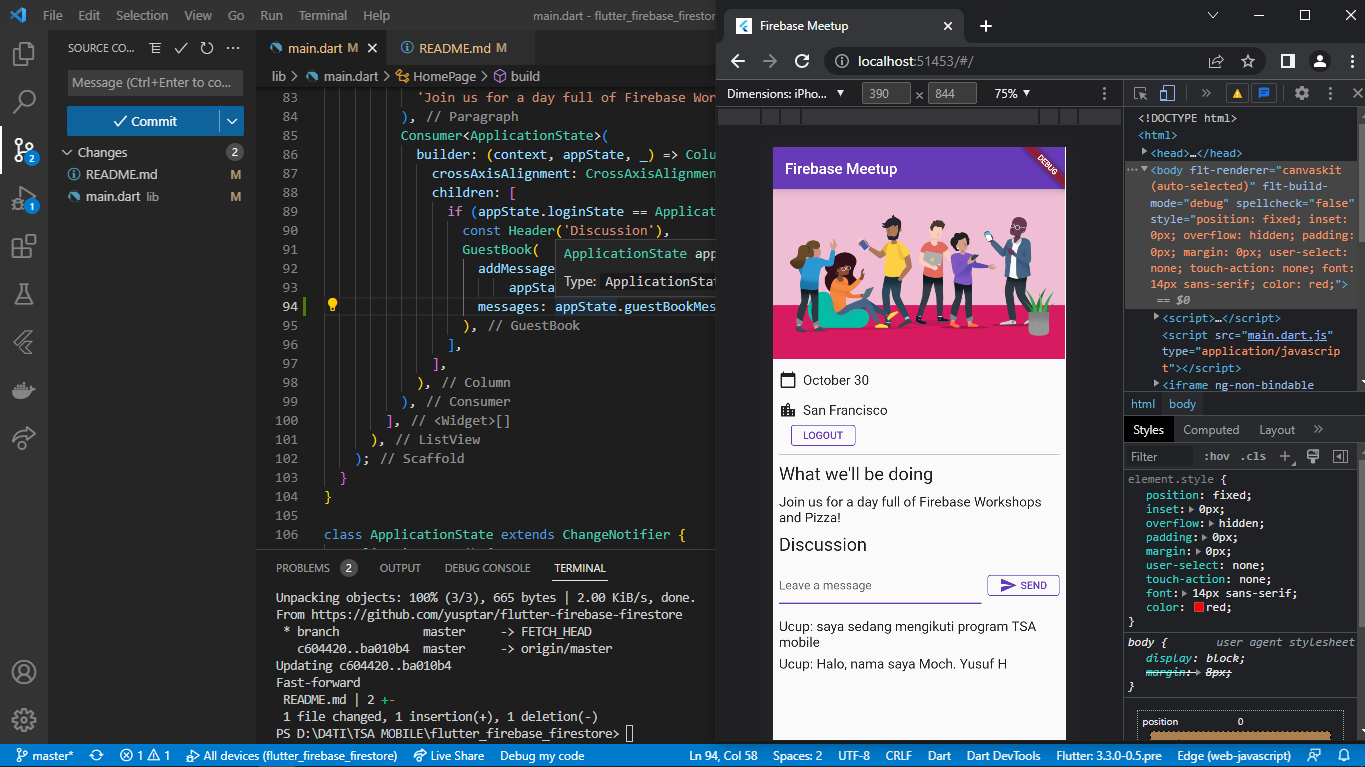 File Edit Selection View Go Run Terminal Help
main.dart - flutter_firebase_firestor
SOURCE CO...
Message (Ctrl+Enter to co...
Commit
Changes 2
README.md M
main.dart lib M
2
1
main.dart M
README.md M
lib > main.dart > HomePage > build
83 'Join us for a day full of Firebase Wor
84 ), // Paragraph
85 Consumer<ApplicationState>(
86 builder: (context, appState, _) => Colu
87 crossAxisAlignment: CrossAxisAlignmen
88 children: [
89 if (appState.loginState == Applicat
90 const Header('Discussion'),
91 GuestBook(
92 addMessage
93 appSta
94 messages: appState.guestBookMes
95 ), // GuestBook
96 ],
97 ],
98 ), // Column
99 ), // Consumer
100 ], // <Widget>[]
101 ), // ListView
102 ); // Scaffold
103 }
104 }
105
106 class ApplicationState extends ChangeNotifier {
ApplicationState app
Type: ApplicationStat
PROBLEMS 2 OUTPUT DEBUG CONSOLE TERMINAL
Unpacking objects: 100% (3/3), 665 bytes | 2.00 KiB/s, done.
From https://github.com/yusptar/flutter-firebase-firestore
* branch master -> FETCH_HEAD
c604420..ba010b4 master -> origin/master
Updating c604420..ba010b4
Fast-forward
README.md | 2 +-
1 file changed, 1 insertion(+), 1 deletion(-)
PS D:\D4TI\TSA MOBILE\flutter_firebase_firestore>
Firebase Meetup
localhost:51453/#/
Dimensions: iPho... 390 × 844 75%
Firebase Meetup
DEBUG
October 30
San Francisco
LOGOUT
What we'll be doing
Join us for a day full of Firebase Workshops
and Pizza!
Discussion
Leave a message
SEND
Ucup: saya sedang mengikuti program TSA
mobile
Ucup: Halo, nama saya Moch. Yusuf H
<!DOCTYPE html>
<html>
<head>…</head>
<body flt-renderer="canvaskit
(auto-selected)" flt-build-
mode="debug" spellcheck="false"
style="position: fixed; inset:
0px; overflow: hidden; padding:
0px; margin: 0px; user-select:
none; touch-action: none; font:
14px sans-serif; color: red;">
== $0
<script>…</script>
<script src="main.dart.js"
type="application/javascrip
t"></script>
<iframe ng-non-bindable
html body
Styles Computed Layout
Filter :hov .cls
element.style {
position: fixed;
inset: 0px;
overflow: hidden;
padding: 0px;
margin: 0px;
user-select: none;
touch-action: none;
font: 14px sans-serif;
color: red;
}
body { user agent stylesheet
display: block;
margin: 8px;
}
position 0
master* 1 1 All devices (flutter_firebase_firestore) Live Share Debug my code Ln 94, Col 58 Spaces: 2 UTF-8 CRLF Dart Dart DevTools Flutter: 3.3.0-0.5.pre Edge (web-javascript)